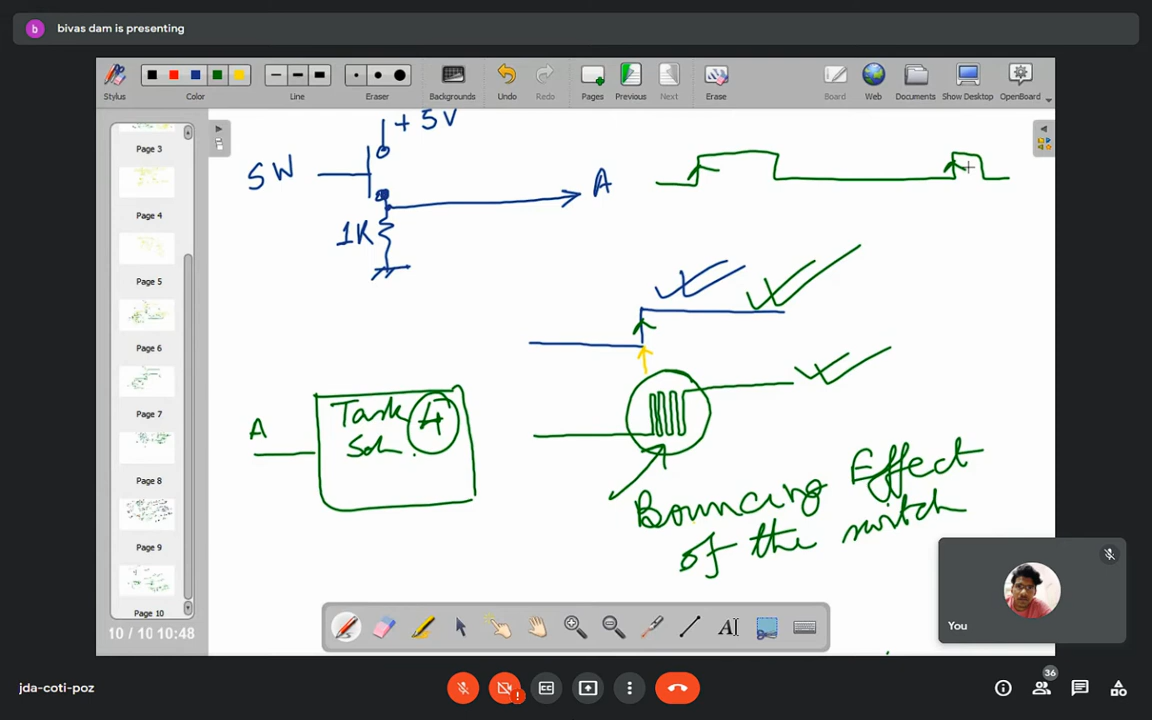 b bivas dam is presenting
Stylus Color Line Eraser Backgrounds Undo Redo Pages Previous Next Erase Board Web Documents Show Desktop OpenBoard
Page 3
Page 4
Page 5
Page 6
Page 7
Page 8
Page 9
Page 10
10 / 10 10:48
+ 5V
SW
A
1K
A
Task 4
Soln.
Bouncing Effect
of the switch
You
jda-coti-poz
36